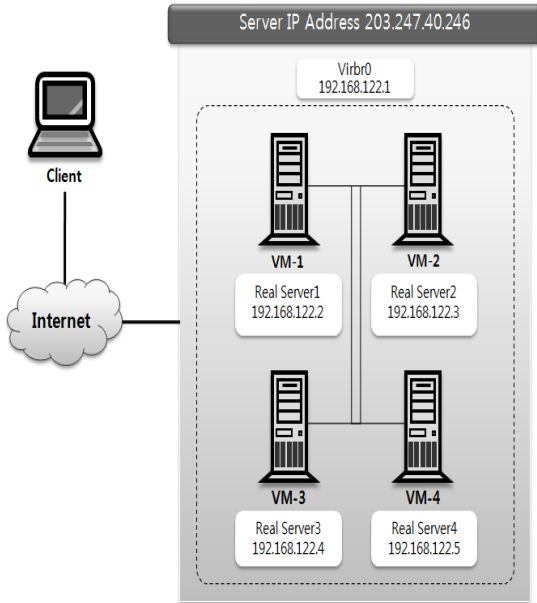 Server IP Address 203.247.40.246
Virbr0
192.168.122.1
Client
Internet
VM-1
VM-2
Real Server1
192.168.122.2
Real Server2
192.168.122.3
VM-3
VM-4
Real Server3
192.168.122.4
Real Server4
192.168.122.5